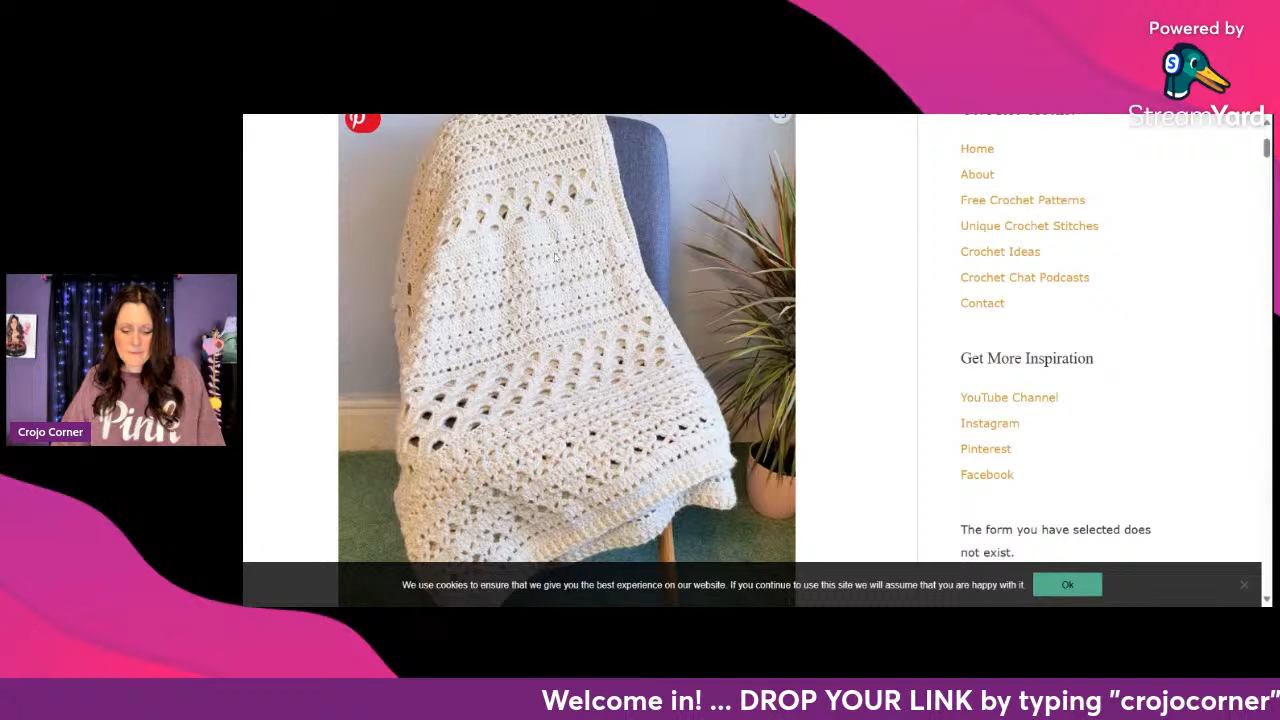 Powered by
StreamYard
Home
About
Free Crochet Patterns
Unique Crochet Stitches
Crochet Ideas
Crochet Chat Podcasts
Contact
Get More Inspiration
YouTube Channel
Instagram
Pinterest
Facebook
The form you have selected does
not exist.
Pink
Crojo Corner
We use cookies to ensure that we give you the best experience on our website. If you continue to use this site we will assume that you are happy with it.
Ok
Welcome in! ... DROP YOUR LINK by typing "crojocorner"